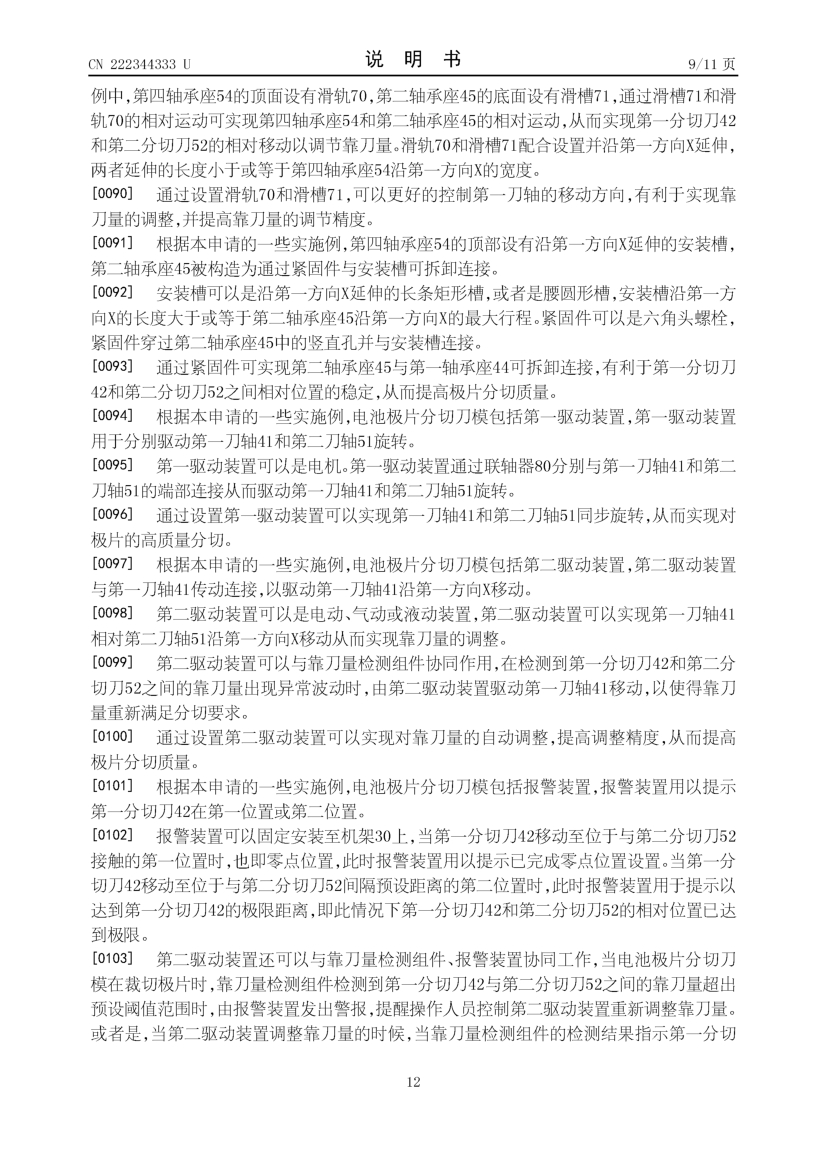 CN 222344333 U
说 明 书
9/11 页
例中,第四轴承座54的顶面设有滑轨70,第二轴承座45的底面设有滑槽71,通过滑槽71和滑
轨70的相对运动可实现第四轴承座54和第二轴承座45的相对运动,从而实现第一分切刀42
和第二分切刀52的相对移动以调节靠刀量。滑轨70和滑槽71配合设置并沿第一方向X延伸,
两者延伸的长度小于或等于第四轴承座54沿第一方向X的宽度。
[0090] 通过设置滑轨70和滑槽71,可以更好的控制第一刀轴的移动方向,有利于实现靠
刀量的调整,并提高靠刀量的调节精度。
[0091] 根据本申请的一些实施例,第四轴承座54的顶部设有沿第一方向X延伸的安装槽,
第二轴承座45被构造为通过紧固件与安装槽可拆卸连接。
[0092] 安装槽可以是沿第一方向X延伸的长条矩形槽,或者是腰圆形槽,安装槽沿第一方
向X的长度大于或等于第二轴承座45沿第一方向X的最大行程。紧固件可以是六角头螺栓,
紧固件穿过第二轴承座45中的竖直孔并与安装槽连接。
[0093] 通过紧固件可实现第二轴承座45与第一轴承座44可拆卸连接,有利于第一分切刀
42和第二分切刀52之间相对位置的稳定,从而提高极片分切质量。
[0094] 根据本申请的一些实施例,电池极片分切刀模包括第一驱动装置,第一驱动装置
用于分别驱动第一刀轴41和第二刀轴51旋转。
[0095] 第一驱动装置可以是电机。第一驱动装置通过联轴器80分别与第一刀轴41和第二
刀轴51的端部连接从而驱动第一刀轴41和第二刀轴51旋转。
[0096] 通过设置第一驱动装置可以实现第一刀轴41和第二刀轴51同步旋转,从而实现对
极片的高质量分切。
[0097] 根据本申请的一些实施例,电池极片分切刀模包括第二驱动装置,第二驱动装置
与第一刀轴41传动连接,以驱动第一刀轴41沿第一方向X移动。
[0098] 第二驱动装置可以是电动、气动或液动装置,第二驱动装置可以实现第一刀轴41
相对第二刀轴51沿第一方向X移动从而实现靠刀量的调整。
[0099] 第二驱动装置可以与靠刀量检测组件协同作用,在检测到第一分切刀42和第二分
切刀52之间的靠刀量出现异常波动时,由第二驱动装置驱动第一刀轴41移动,以使得靠刀
量重新满足分切要求。
[0100] 通过设置第二驱动装置可以实现对靠刀量的自动调整,提高调整精度,从而提高
极片分切质量。
[0101] 根据本申请的一些实施例,电池极片分切刀模包括报警装置,报警装置用以提示
第一分切刀42在第一位置或第二位置。
[0102] 报警装置可以固定安装至机架30上,当第一分切刀42移动至位于与第二分切刀52
接触的第一位置时,也即零点位置,此时报警装置用以提示已完成零点位置设置。当第一分
切刀42移动至位于与第二分切刀52间隔预设距离的第二位置时,此时报警装置用于提示以
达到第一分切刀42的极限距离,即此情况下第一分切刀42和第二分切刀52的相对位置已达
到极限。
[0103] 第二驱动装置还可以与靠刀量检测组件、报警装置协同工作,当电池极片分切刀
模在裁切极片时,靠刀量检测组件检测到第一分切刀42与第二分切刀52之间的靠刀量超出
预设阈值范围时,由报警装置发出警报,提醒操作人员控制第二驱动装置重新调整靠刀量。
或者是,当第二驱动装置调整靠刀量的时候,当靠刀量检测组件的检测结果指示第一分切
12